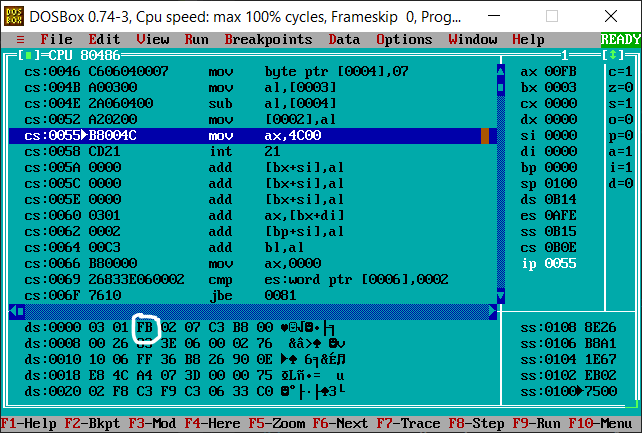 DOSBox 0.74-3, Cpu speed: max 100% cycles, Frameskip 0, Prog...
≡ File Edit View Run Breakpoints Data Options Window Help READY
[■]=CPU 80486 1 [↕]
cs:0046 C606040007 mov byte ptr [0004],07 ax 00FB c=1
cs:004B A00300 mov al,[0003] bx 0003 z=0
cs:004E 2A060400 sub al,[0004] cx 0000 s=1
cs:0052 A20200 mov [0002],al dx 0000 o=0
cs:0055►B8004C mov ax,4C00 si 0000 p=0
cs:0058 CD21 int 21 di 0000 a=1
cs:005A 0000 add [bx+si],al bp 0000 i=1
cs:005C 0000 add [bx+si],al sp 0100 d=0
cs:005E 0000 add [bx+si],al ds 0B14
cs:0060 0301 add ax,[bx+di] es 0AFE
cs:0062 0002 add [bp+si],al ss 0B15
cs:0064 00C3 add bl,al cs 0B0E
cs:0066 BB0000 mov ax,0000 ip 0055
cs:0069 26833E060002 cmp es:word ptr [0006],0002
cs:006F 7610 jbe 0081
ds:0000 03 01 FB 02 07 C3 B8 00 ss:0108 8E26
ds:0008 00 26 83 3E 06 00 02 76 ss:0106 B8A1
ds:0010 10 06 FF 36 B8 26 90 0E ss:0104 1E67
ds:0018 E8 4C A4 07 3D 00 00 75 ss:0102 EB02
ds:0020 02 F8 C3 F9 C3 06 33 C0 ss:0100►7500
F1-Help F2-Bkpt F3-Mod F4-Here F5-Zoom F6-Next F7-Trace F8-Step F9-Run F10-Menu